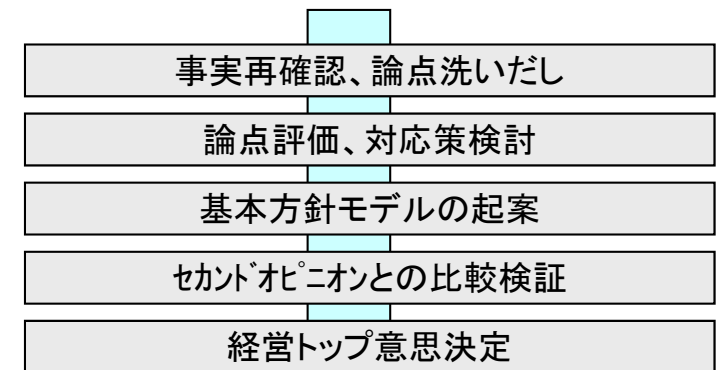 事実再確認、論点洗いだし
論点評価、対応策検討
基本方針モデルの起案
ｾｶﾝﾄﾞｵﾋﾟﾆｵﾝとの比較検証
経営トップ意思決定